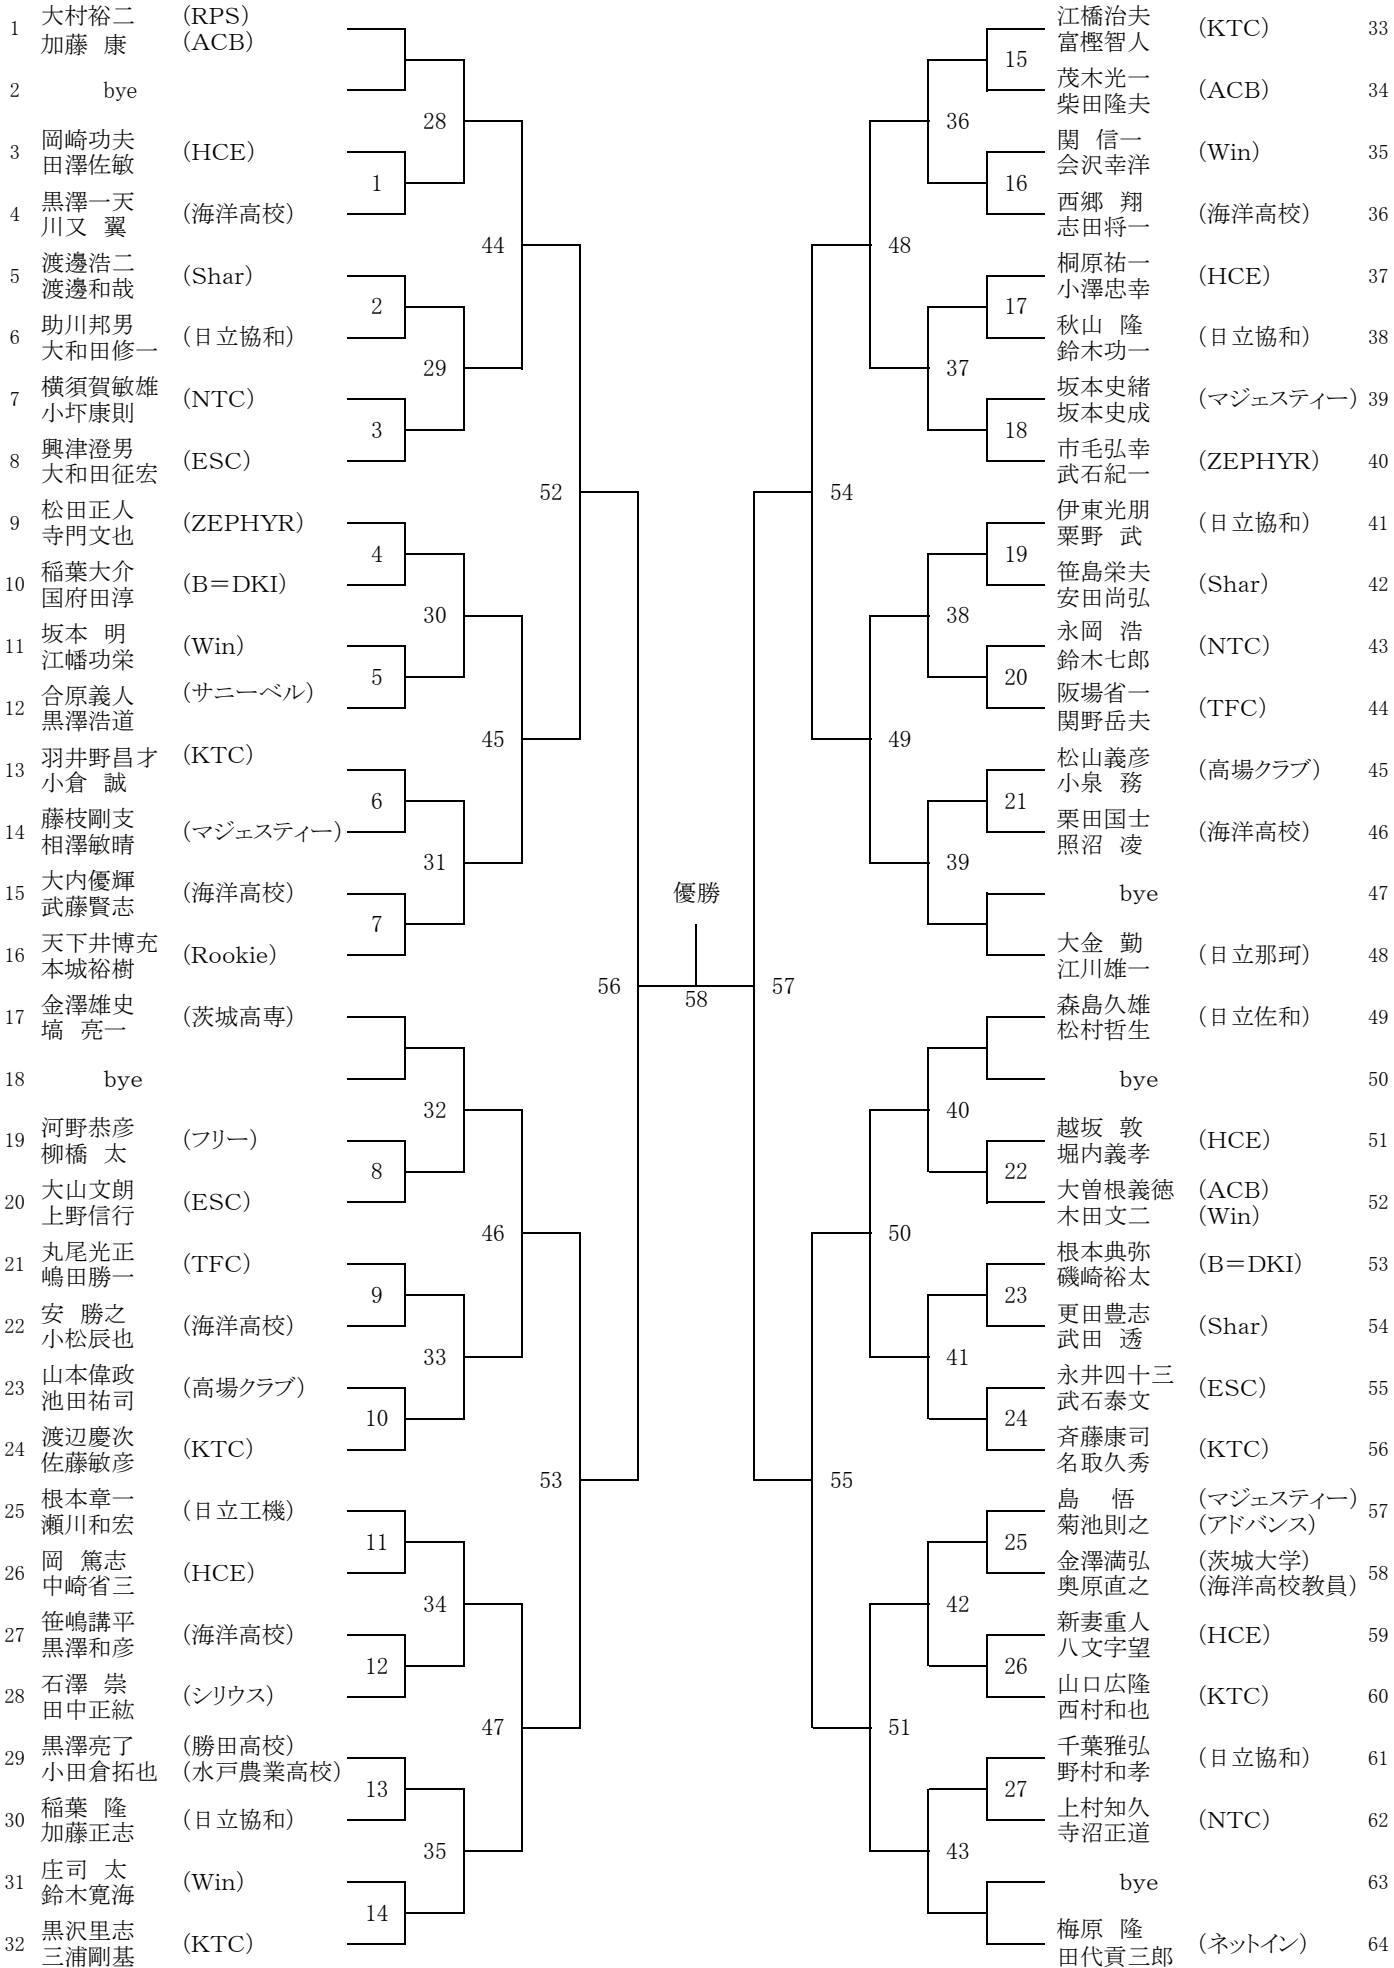 1 大村裕二 (RPS)
加藤 康 (ACB)
2 bye
3 岡崎功夫 (HCE)
田澤佐敏
4 黒澤一天 (海洋高校)
川又 翼
5 渡邊浩二 (Shar)
渡邊和哉
6 助川邦男 (日立協和)
大和田修一
7 横須賀敏雄 (NTC)
小圷康則
8 興津澄男 (ESC)
大和田征宏
9 松田正人 (ZEPHYR)
寺門文也
10 稲葉大介 (B=DKI)
国府田淳
11 坂本 明 (Win)
江幡功栄
12 合原義人 (サニーベル)
黒澤浩道
13 羽井野昌才 (KTC)
小倉 誠
14 藤枝剛支 (マジェスティー)
相澤敏晴
15 大内優輝 (海洋高校)
武藤賢志
16 天下井博充 (Rookie)
本城裕樹
17 金澤雄史 (茨城高専)
塙 亮一
18 bye
19 河野恭彦 (フリー)
柳橋 太
20 大山文朗 (ESC)
上野信行
21 丸尾光正 (TFC)
嶋田勝一
22 安 勝之 (海洋高校)
小松辰也
23 山本偉政 (高場クラブ)
池田祐司
24 渡辺慶次 (KTC)
佐藤敏彦
25 根本章一 (日立工機)
瀬川和宏
26 岡 篤志 (HCE)
中崎省三
27 笹嶋講平 (海洋高校)
黒澤和彦
28 石澤 崇 (シリウス)
田中正紘
29 黒澤亮了 (勝田高校)
小田倉拓也 (水戸農業高校)
30 稲葉 隆 (日立協和)
加藤正志
31 庄司 太 (Win)
鈴木寛海
32 黒沢里志 (KTC)
三浦剛基
1
2
3
4
5
6
7
8
9
10
11
12
13
14
28
29
30
31
32
33
34
35
44
45
46
47
52
53
56
優勝
58
57
54
55
48
49
50
51
36
37
38
39
40
41
42
43
15
16
17
18
19
20
21
22
23
24
25
26
27
江橋治夫 (KTC) 33
富樫智人
茂木光一 (ACB) 34
柴田隆夫
関 信一 (Win) 35
会沢幸洋
西郷 翔 (海洋高校) 36
志田将一
桐原祐一 (HCE) 37
小澤忠幸
秋山 隆 (日立協和) 38
鈴木功一
坂本史緒 (マジェスティー) 39
坂本史成
市毛弘幸 (ZEPHYR) 40
武石紀一
伊東光朋 (日立協和) 41
粟野 武
笹島栄夫 (Shar) 42
安田尚弘
永岡 浩 (NTC) 43
鈴木七郎
阪場省一 (TFC) 44
関野岳夫
松山義彦 (高場クラブ) 45
小泉 務
栗田国士 (海洋高校) 46
照沼 凌
bye 47
大金 勤 (日立那珂) 48
江川雄一
森島久雄 (日立佐和) 49
松村哲生
bye 50
越坂 敦 (HCE) 51
堀内義孝
大曽根義徳 (ACB) 52
木田文二 (Win)
根本典弥 (B=DKI) 53
磯崎裕太
更田豊志 (Shar) 54
武田 透
永井四十三 (ESC) 55
武石泰文
斉藤康司 (KTC) 56
名取久秀
島 悟 (マジェスティー) 57
菊池則之 (アドバンス)
金澤満弘 (茨城大学) 58
奥原直之 (海洋高校教員)
新妻重人 (HCE) 59
八文字望
山口広隆 (KTC) 60
西村和也
千葉雅弘 (日立協和) 61
野村和孝
上村知久 (NTC) 62
寺沼正道
bye 63
梅原 隆 (ネットイン) 64
田代貢三郎